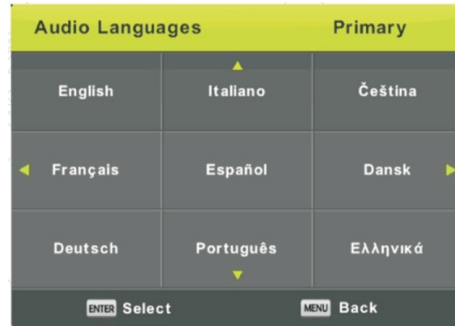 Audio Languages Primary
English Italiano Čeština
Français Español Dansk
Deutsch Português Ελληνικά
ENTER Select MENU Back